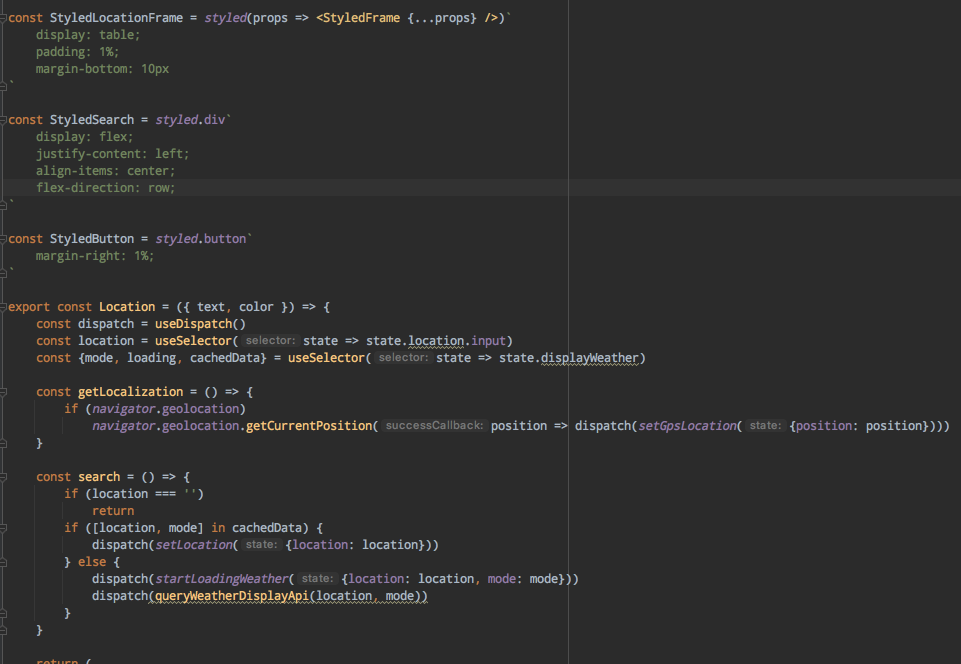 const StyledLocationFrame = styled(props => <StyledFrame {...props} />)`
    display: table;
    padding: 1%;
    margin-bottom: 10px
`
const StyledSearch = styled.div`
    display: flex;
    justify-content: left;
    align-items: center;
    flex-direction: row;
`
const StyledButton = styled.button`
    margin-right: 1%;
`
export const Location = ({ text, color }) => {
    const dispatch = useDispatch()
    const location = useSelector( selector: state => state.location.input)
    const {mode, loading, cachedData} = useSelector( selector: state => state.displayWeather)
    const getLocalization = () => {
        if (navigator.geolocation)
            navigator.geolocation.getCurrentPosition( successCallback: position => dispatch(setGpsLocation( state: {position: position})))
    }
    const search = () => {
        if (location === '')
            return
        if ([location, mode] in cachedData) {
            dispatch(setLocation( state: {location: location}))
        } else {
            dispatch(startLoadingWeather( state: {location: location, mode: mode}))
            dispatch(queryWeatherDisplayApi(location, mode))
        }
    }
    return (